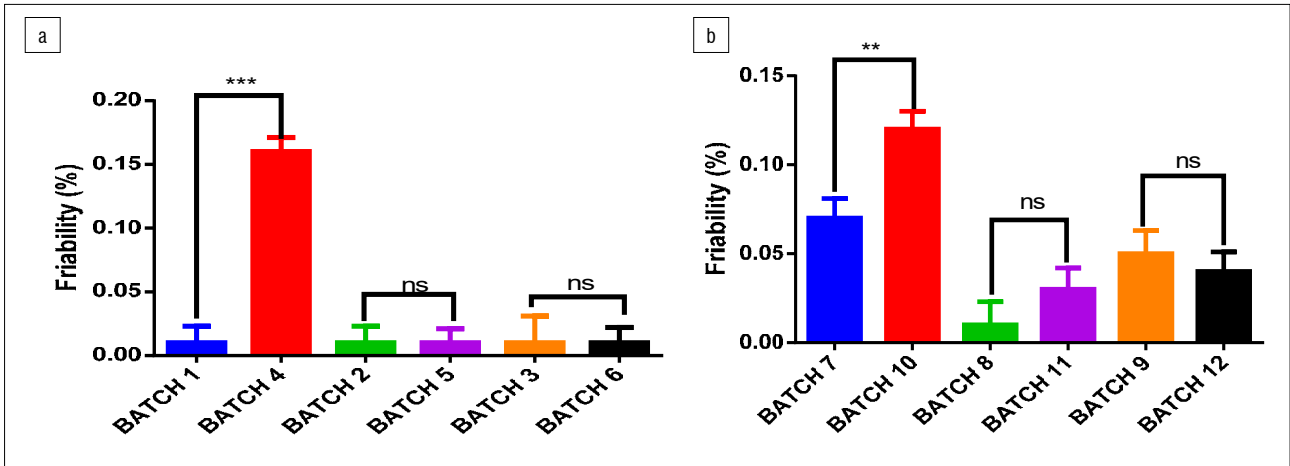 a
***
0.20
0.15
0.10
0.05
0.00
Friability (%)
ns
ns
BATCH 1
BATCH 4
BATCH 2
BATCH 5
BATCH 3
BATCH 6
b
**
0.15
0.10
0.05
0.00
Friability (%)
ns
ns
BATCH 7
BATCH 10
BATCH 8
BATCH 11
BATCH 9
BATCH 12